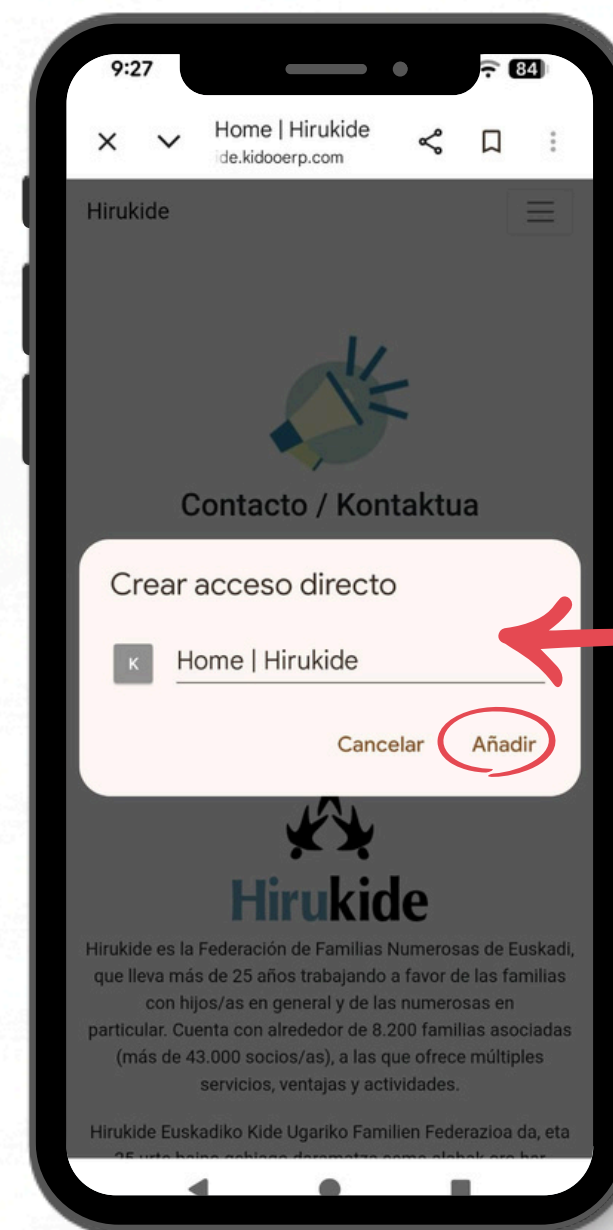 9:27
84
Home | Hirukide
de.kidooerp.com
Hirukide
Contacto / Kontaktua
Crear acceso directo
K
Home | Hirukide
Cancelar
Añadir
Hirukide
Hirukide es la Federación de Familias Numerosas de Euskadi,
que lleva más de 25 años trabajando a favor de las familias
con hijos/as en general y de las numerosas en
particular. Cuenta con alrededor de 8.200 familias asociadas
(más de 43.000 socios/as), a las que ofrece múltiples
servicios, ventajas y actividades.
Hirukide Euskadiko Kide Ugariko Familien Federazioa da, eta